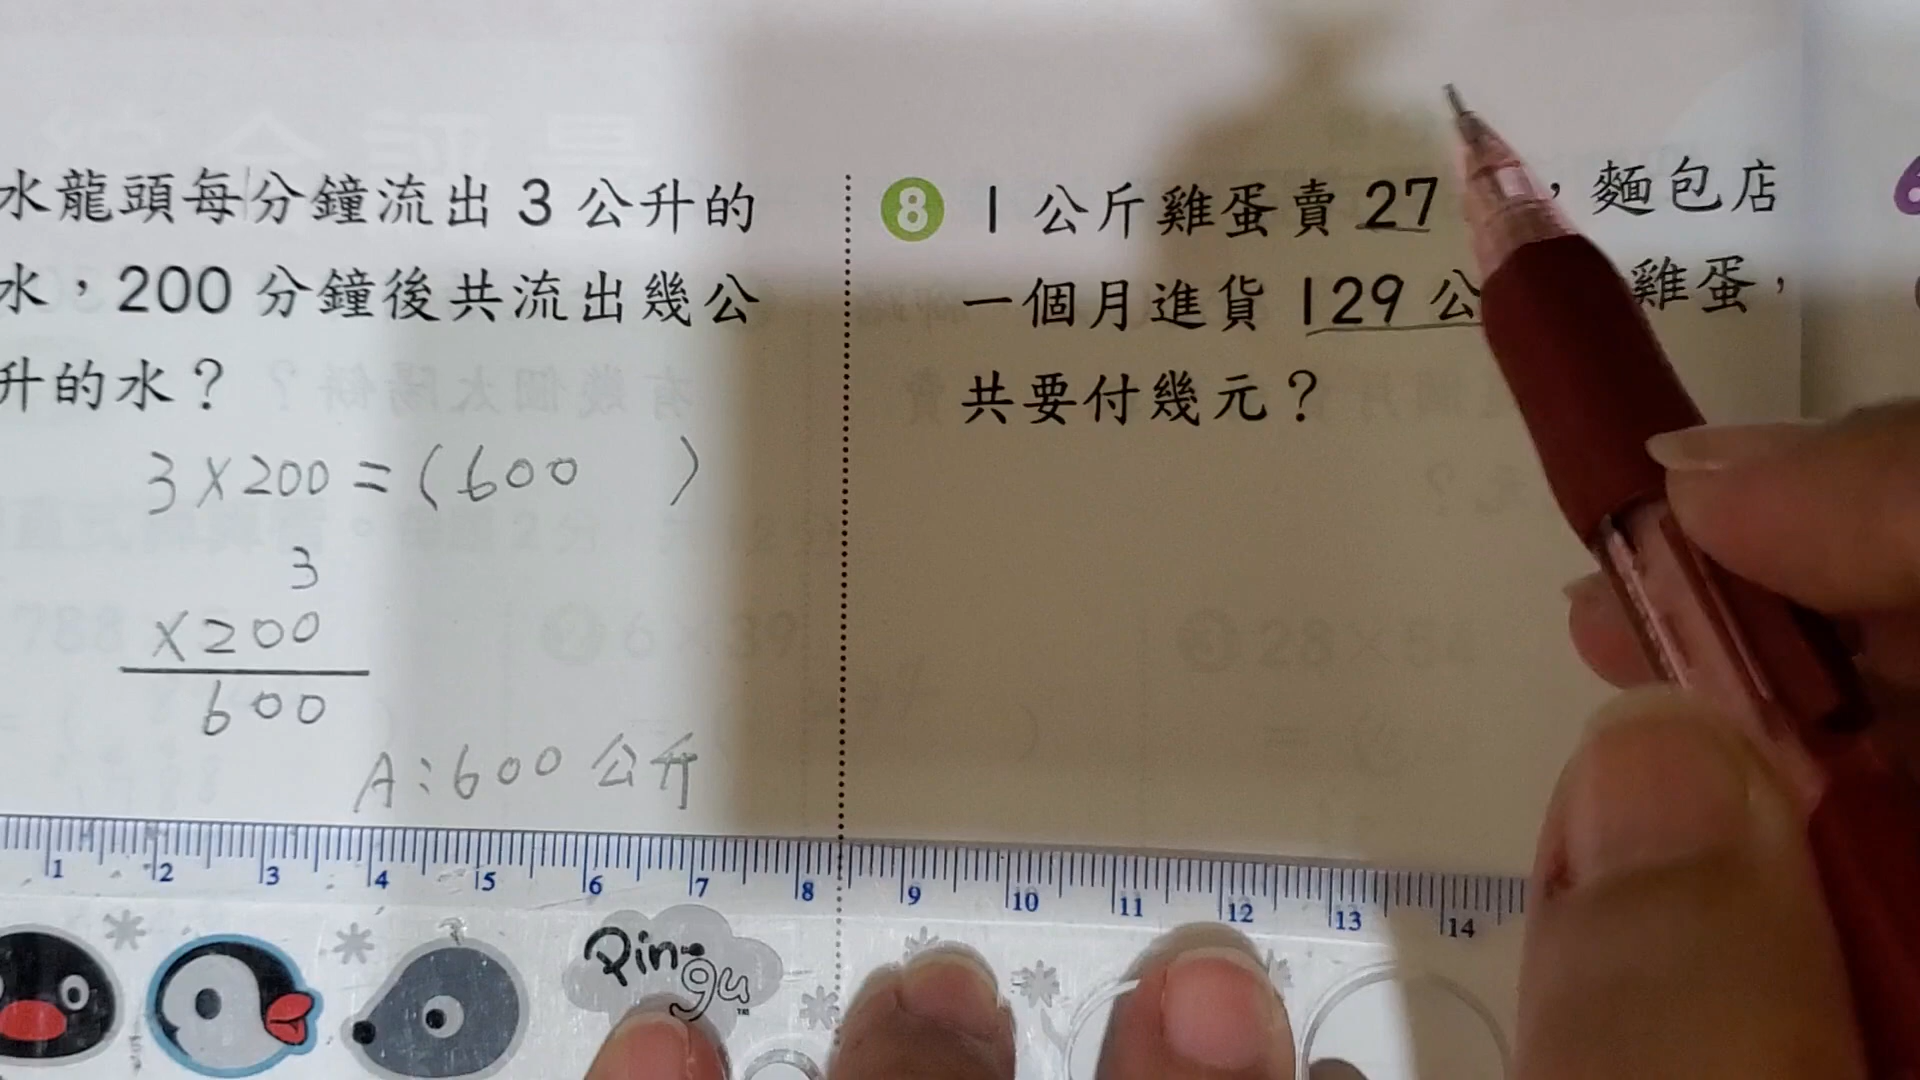 水龍頭每分鐘流出 3 公升的
水，200 分鐘後共流出幾公
升的水？
3×200=(600 )
3
×200
600
A:600 公升
8 1 公斤雞蛋賣 27 ，麵包店
一個月進貨 129 公 雞蛋，
共要付幾元？
1 2 3 4 5 6 7 8 9 10 11 12 13 14
Pingu